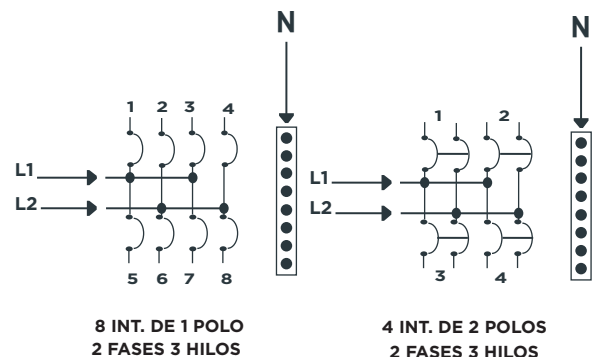 N
1 2 3 4
L1
L2
5 6 7 8
8 INT. DE 1 POLO
2 FASES 3 HILOS
N
1 2
L1
L2
3 4
4 INT. DE 2 POLOS
2 FASES 3 HILOS